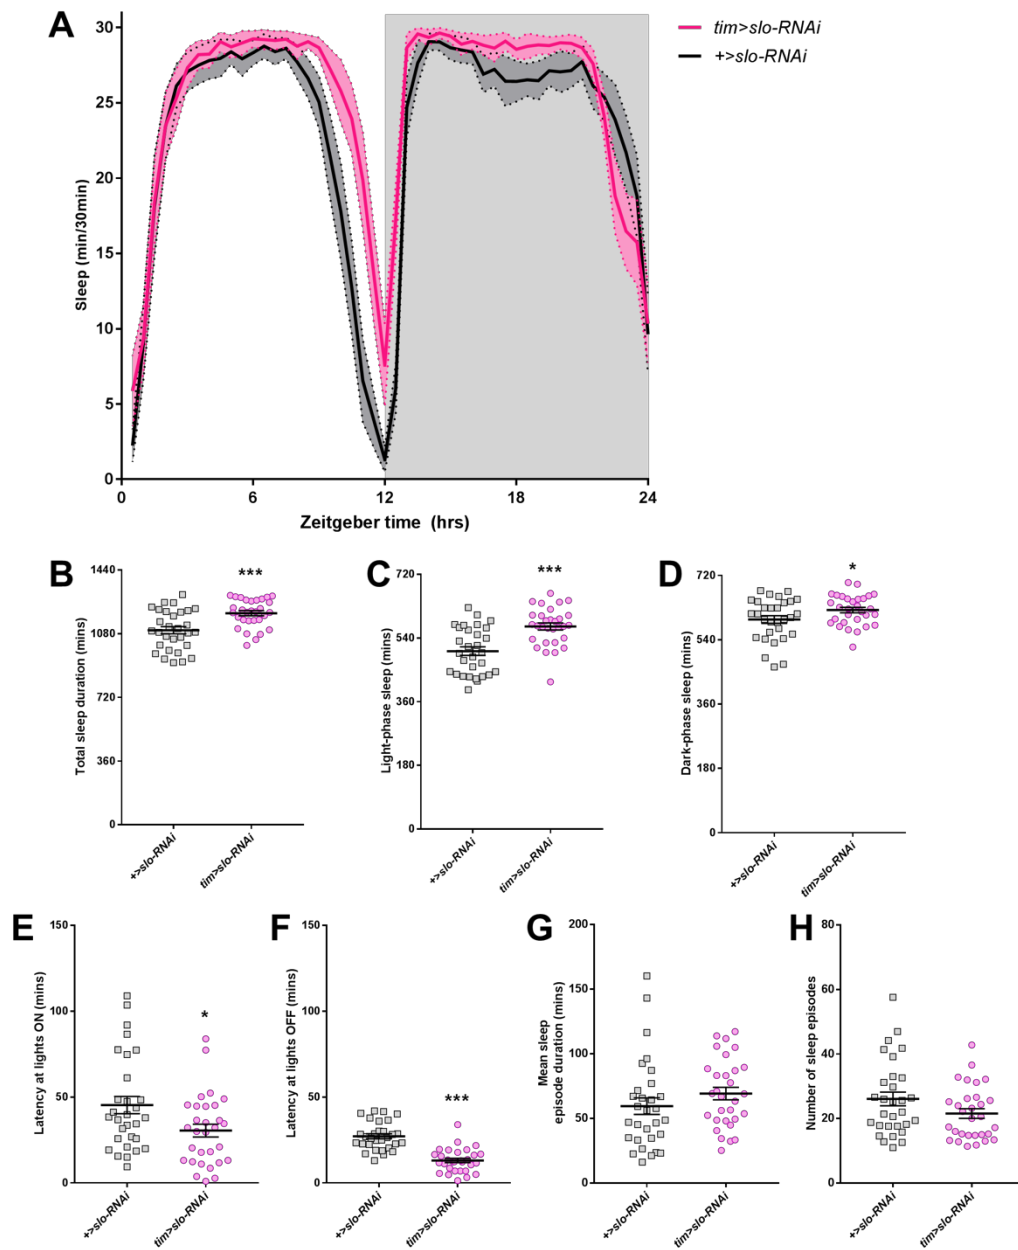 A
tim>slo-RNAi
+>slo-RNAi
Sleep (min/30min)
30
25
20
15
10
5
0
0
6
12
18
24
Zeitgeber time (hrs)
B
***
Total sleep duration (mins)
1440
1080
720
360
0
+>slo-RNAi
tim>slo-RNAi
C
***
Light-phase sleep (mins)
720
540
360
180
0
+>slo-RNAi
tim>slo-RNAi
D
*
Dark-phase sleep (mins)
720
540
360
180
0
+>slo-RNAi
tim>slo-RNAi
E
*
Latency at lights ON (mins)
150
100
50
0
+>slo-RNAi
tim>slo-RNAi
F
***
Latency at lights OFF (mins)
150
100
50
0
+>slo-RNAi
tim>slo-RNAi
G
Mean sleep
episode duration (mins)
200
150
100
50
0
+>slo-RNAi
tim>slo-RNAi
H
Number of sleep episodes
80
60
40
20
0
+>slo-RNAi
tim>slo-RNAi